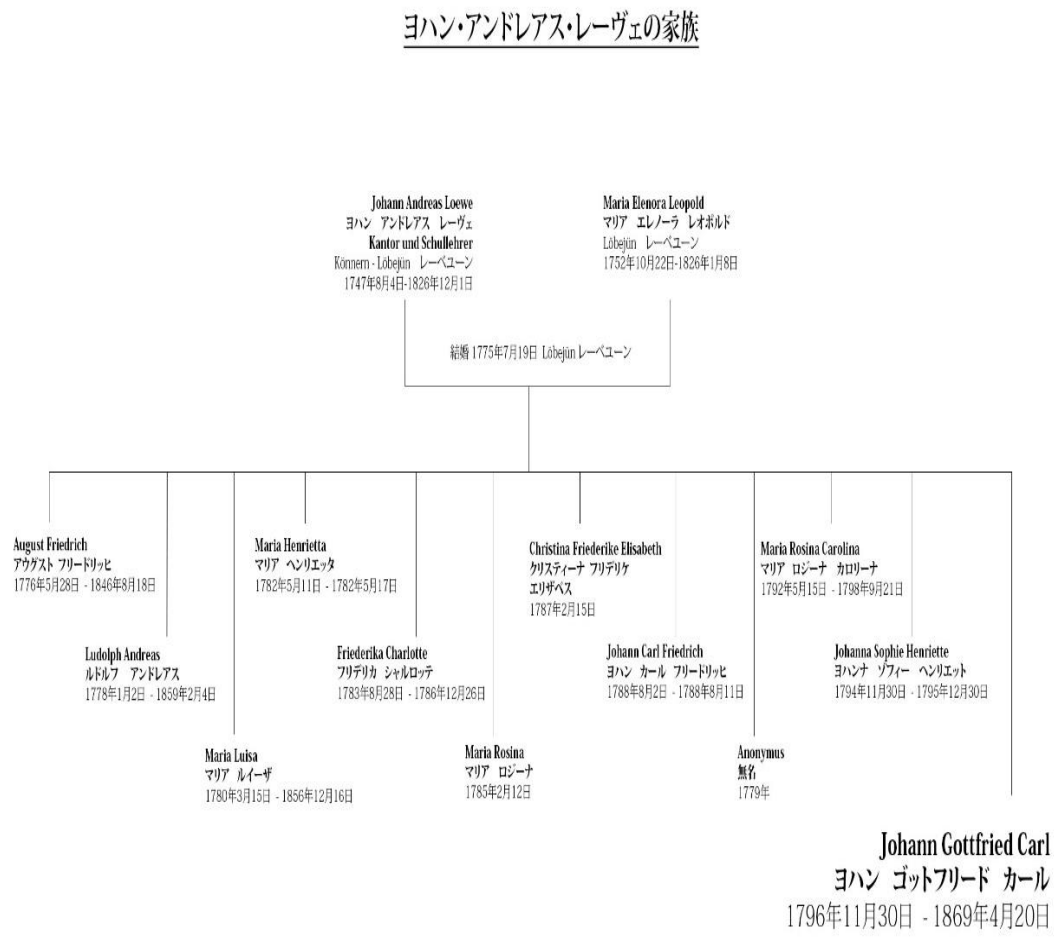 ヨハン・アンドレアス・レーヴェの家族
Johann Andreas Loewe
ヨハン アンドレアス レーヴェ
Kantor und Schullehrer
Könnern - Löbejün レーベユーン
1747年8月4日-1826年12月1日
Maria Elenora Leopold
マリア エレノーラ レオポルド
Löbejün レーベユーン
1752年10月22日-1826年1月8日
結婚 1775年7月19日 Löbejün レーベユーン
August Friedrich
アウグスト フリードリッヒ
1776年5月28日 - 1846年8月18日
Ludolph Andreas
ルドルフ アンドレアス
1778年1月2日 - 1859年2月4日
Maria Luisa
マリア ルイーザ
1780年3月15日 - 1856年12月16日
Maria Henrietta
マリア ヘンリエッタ
1782年5月11日 - 1782年5月17日
Friederika Charlotte
フリデリカ シャルロッテ
1783年8月28日 - 1786年12月26日
Maria Rosina
マリア ロジーナ
1785年2月12日
Christina Friederike Elisabeth
クリスティーナ フリデリケ
エリザベス
1787年2月15日
Johann Carl Friedrich
ヨハン カール フリードリッヒ
1788年8月2日 - 1788年8月11日
Anonymus
無名
1779年
Maria Rosina Carolina
マリア ロジーナ カロリーナ
1792年5月15日 - 1798年9月21日
Johanna Sophie Henriette
ヨハンナ ゾフィー ヘンリエット
1794年11月30日 - 1795年12月30日
Johann Gottfried Carl
ヨハン ゴットフリード カール
1796年11月30日 - 1869年4月20日